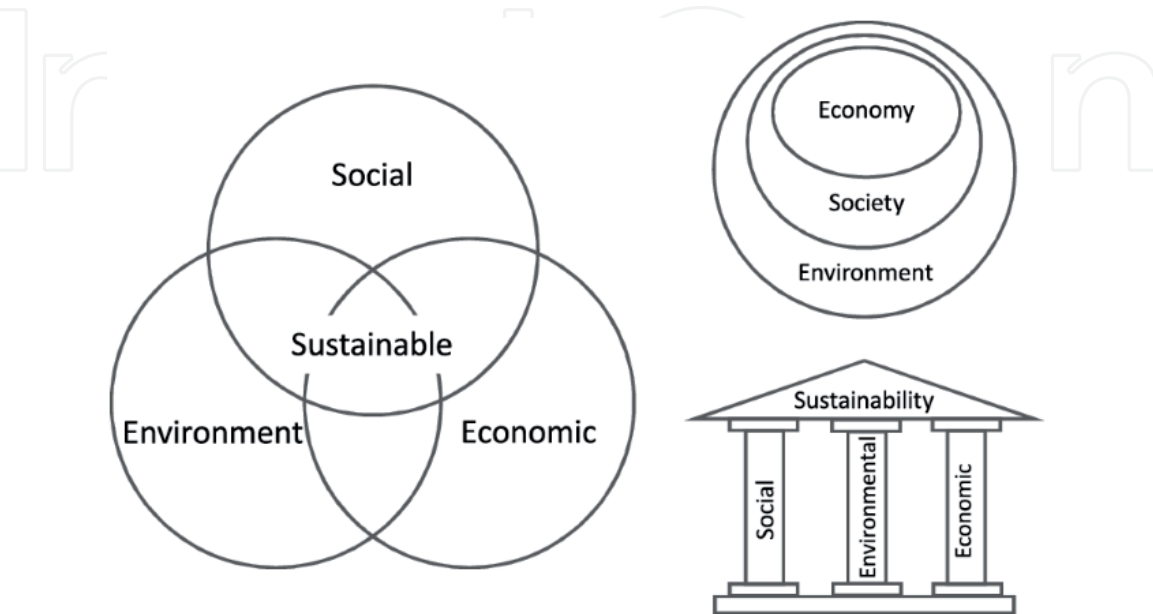 Social
Sustainable
Environment
Economic
Economy
Society
Environment
Sustainability
Social
Environmental
Economic